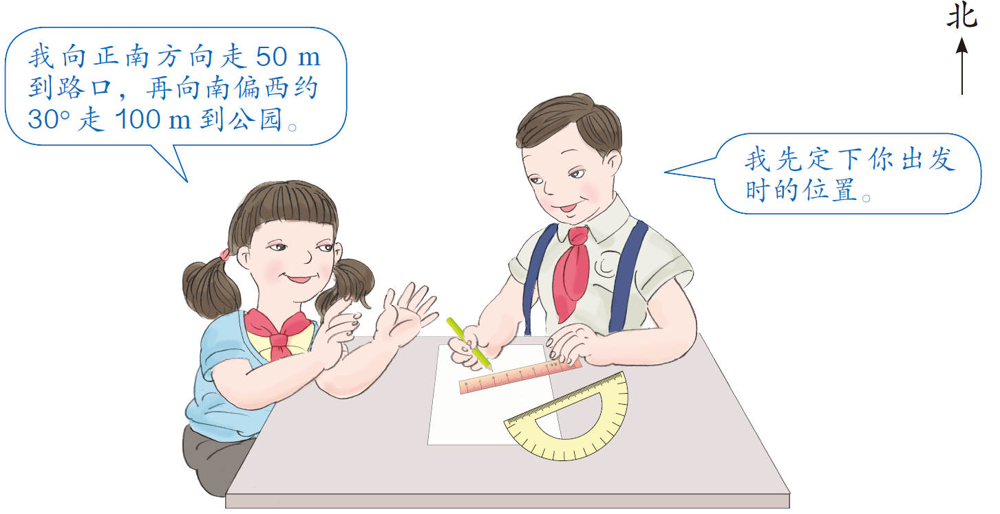 我向正南方向走 50 m
到路口，再向南偏西约
30° 走 100 m 到公园。
北
我先定下你出发
时的位置。